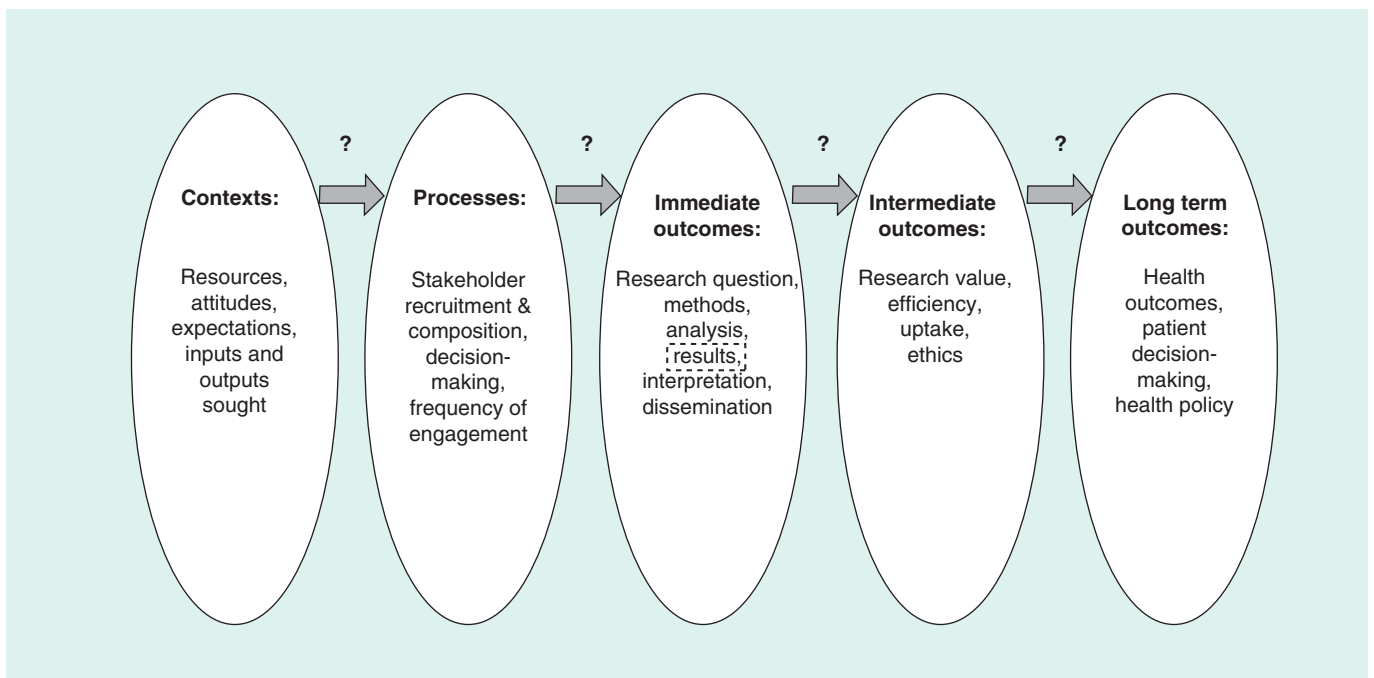 ?
?
?
?
Contexts:
Resources,
attitudes,
expectations,
inputs and
outputs
sought
Processes:
Stakeholder
recruitment &
composition,
decision-
making,
frequency of
engagement
Immediate
outcomes:
Research question,
methods,
analysis,
results,
interpretation,
dissemination
Intermediate
outcomes:
Research value,
efficiency,
uptake,
ethics
Long term
outcomes:
Health
outcomes,
patient
decision-
making,
health policy